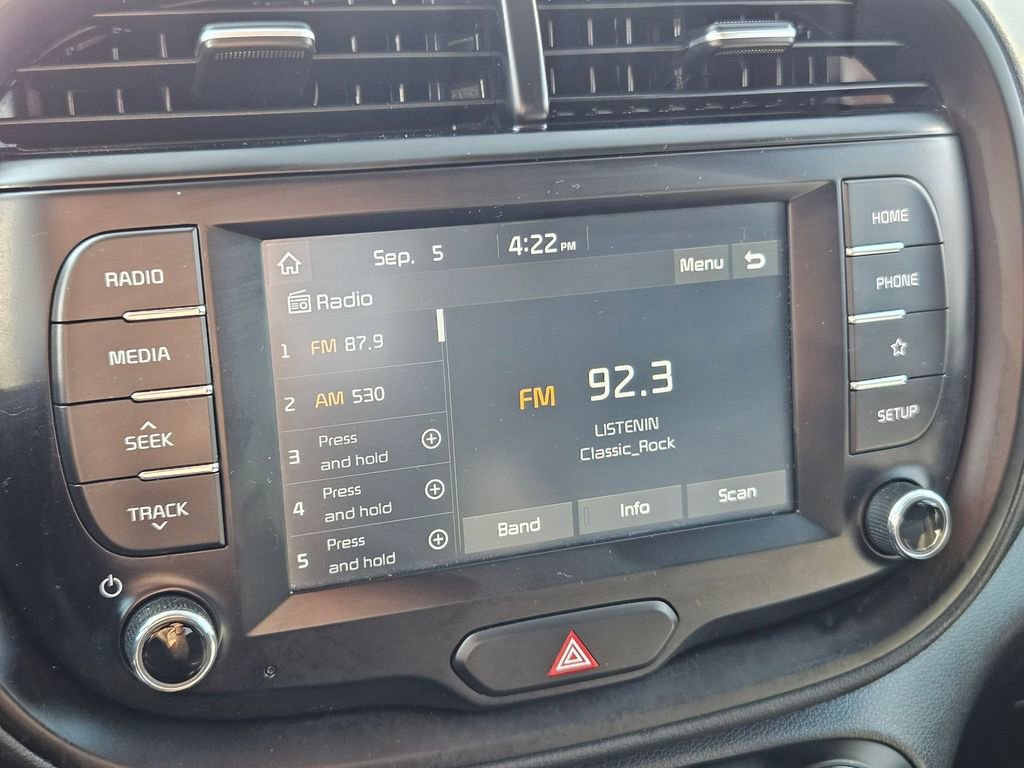 RADIO
MEDIA
SEEK
TRACK
Sep. 5
4:22 PM
Menu
Radio
1 FM 87.9
2 AM 530
3 Press
and hold
4 Press
and hold
5 Press
and hold
FM 92.3
LISTENIN
Classic_Rock
Band
Info
Scan
HOME
PHONE
SETUP